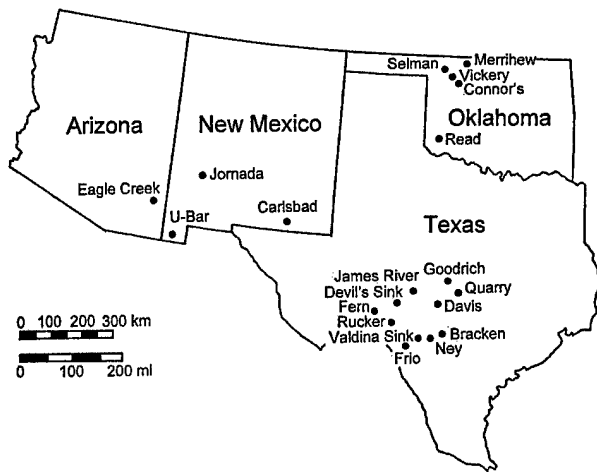 Merrihew
Selman
Vickery
Connor's
Arizona
New Mexico
Oklahoma
Read
Jornada
Eagle Creek
U-Bar
Carlsbad
Texas
James River
Goodrich
Devil's Sink
Quarry
Fern
Davis
Rucker
Valdina Sink
Bracken
Ney
Frio
0 100 200 300 km
0 100 200 ml